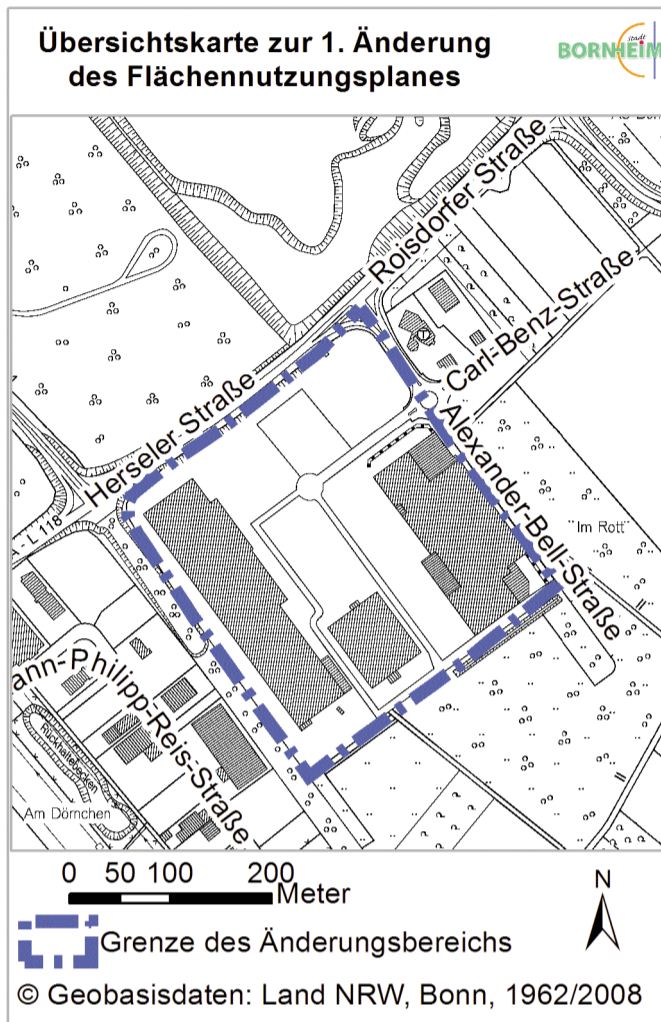 Übersichtskarte zur 1. Änderung
des Flächennutzungsplanes
stadt
BORNHEIM
Roisdorfer Straße
Carl-Benz-Straße
Herseler-Straße
Alexander-Bell-Straße
L 118
"Im Rott"
ann-Philipp-Reis-Straße
Rückhaltebecken
Am Dörnchen
0 50 100 200
Meter
N
Grenze des Änderungsbereichs
© Geobasisdaten: Land NRW, Bonn, 1962/2008